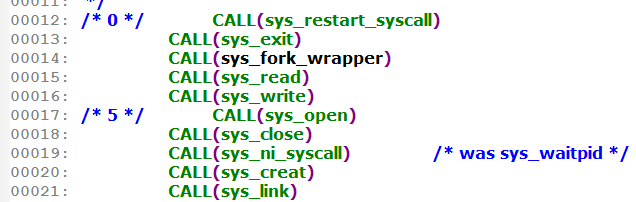 00011: */
00012: /* 0 */ CALL(sys_restart_syscall)
00013: CALL(sys_exit)
00014: CALL(sys_fork_wrapper)
00015: CALL(sys_read)
00016: CALL(sys_write)
00017: /* 5 */ CALL(sys_open)
00018: CALL(sys_close)
00019: CALL(sys_ni_syscall) /* was sys_waitpid */
00020: CALL(sys_creat)
00021: CALL(sys_link)